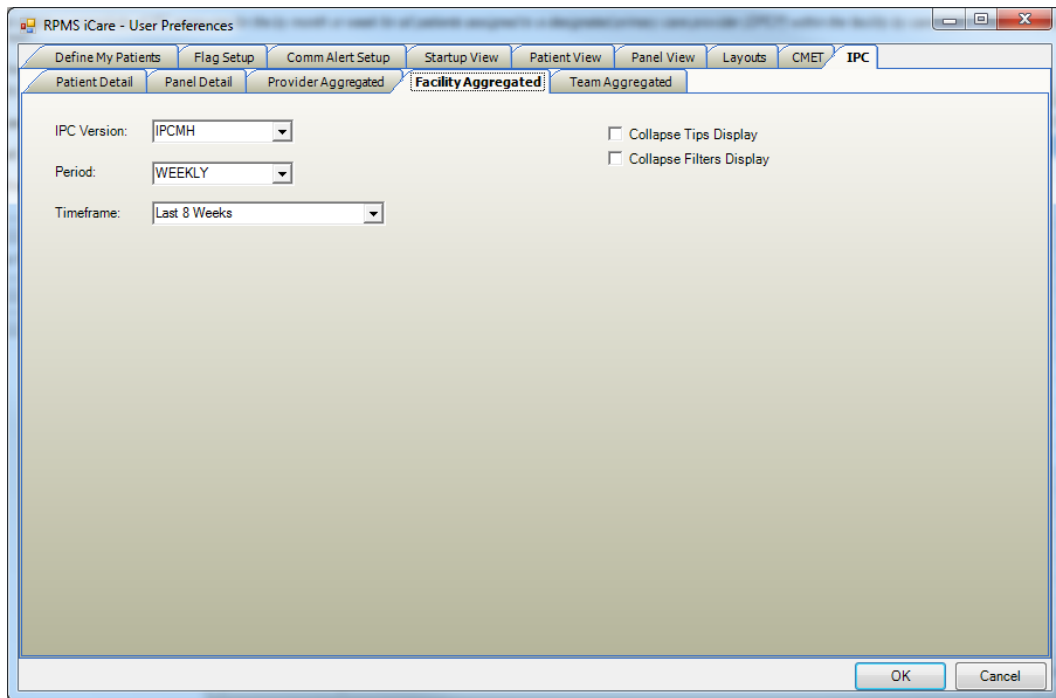 RPMS iCare - User Preferences
Define My Patients Flag Setup Comm Alert Setup Startup View Patient View Panel View Layouts CMET IPC
Patient Detail Panel Detail Provider Aggregated Facility Aggregated Team Aggregated
IPC Version: IPCMH
Collapse Tips Display
Collapse Filters Display
Period: WEEKLY
Timeframe: Last 8 Weeks
OK Cancel